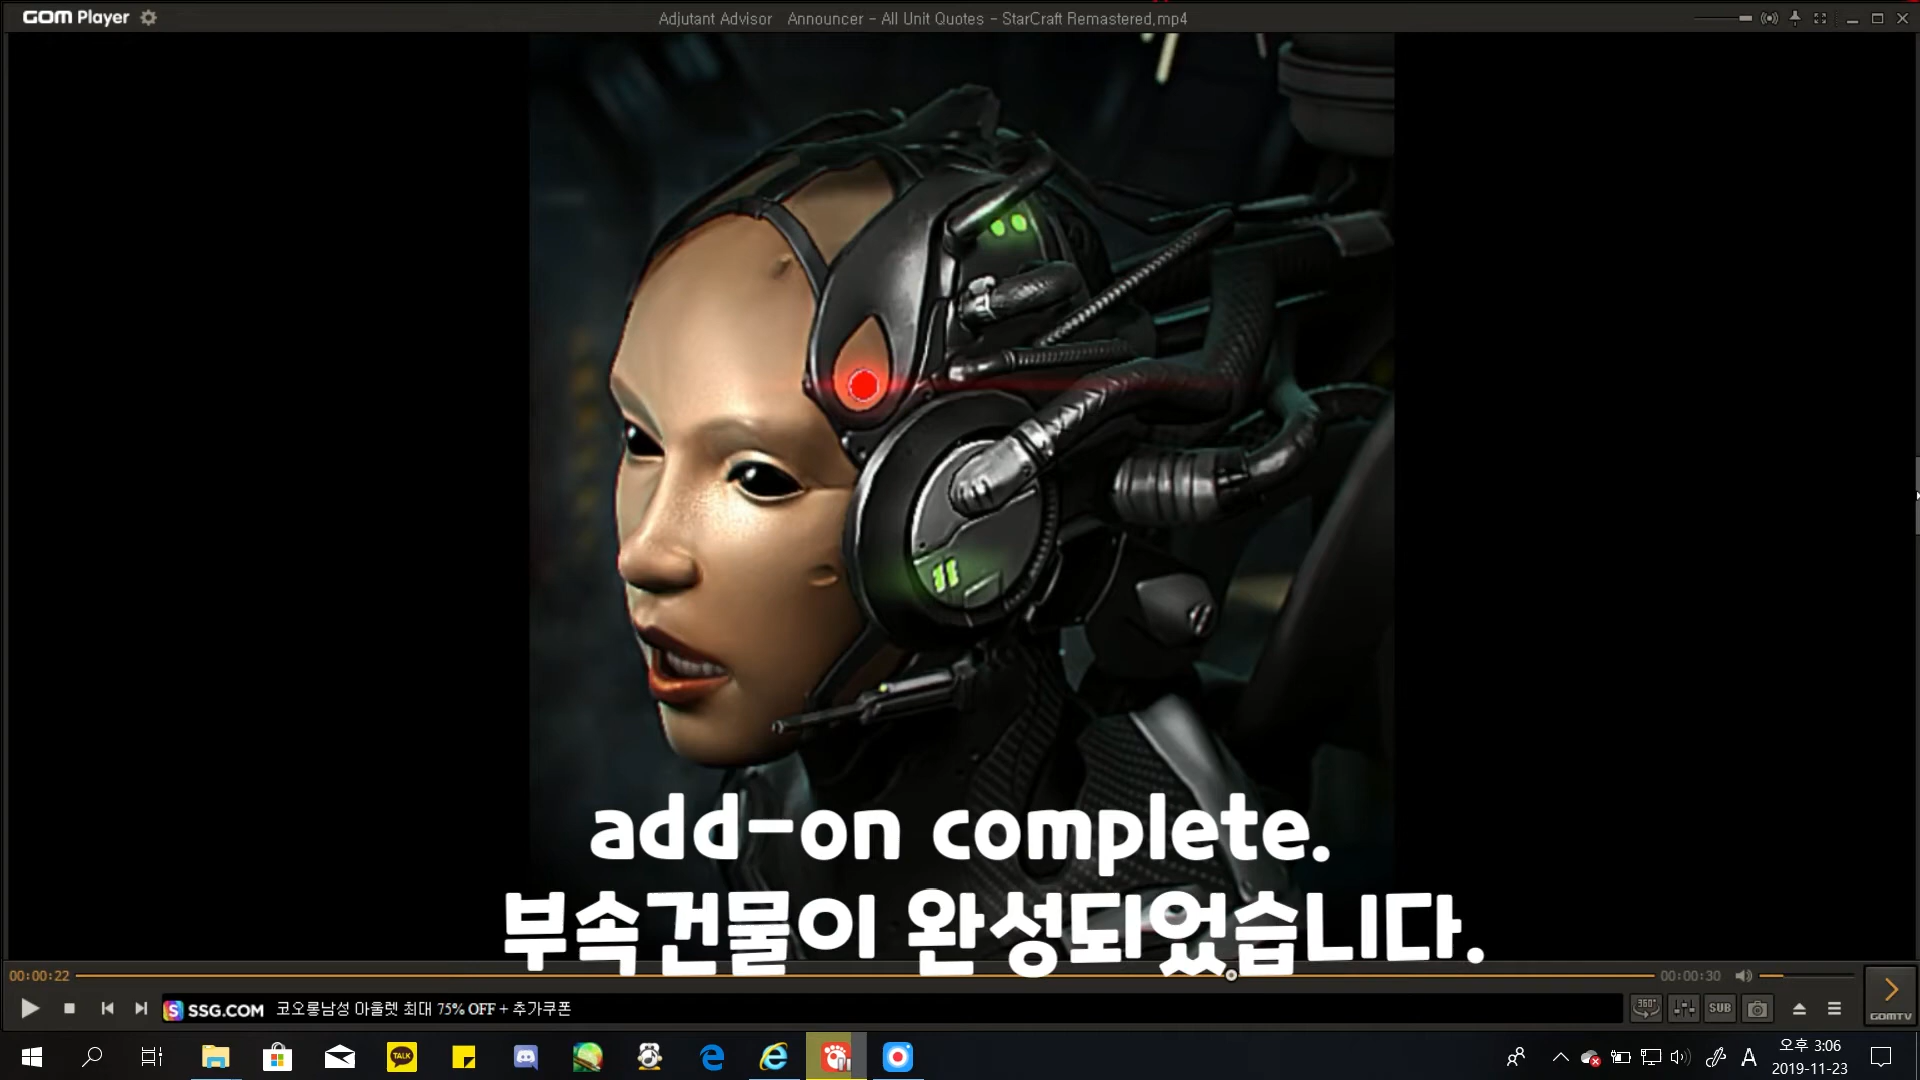 GOM Player
Adjutant Advisor Announcer - All Unit Quotes - StarCraft Remastered,mp4
add-on complete.
부속건물이 완성되었습니다.
00:00:22
00:00:30
S SSG.COM 코오롱남성 아울렛 최대 75% OFF + 추가쿠폰
360°
SUB
GOMTV
TALK
A
오후 3:06
2019-11-23